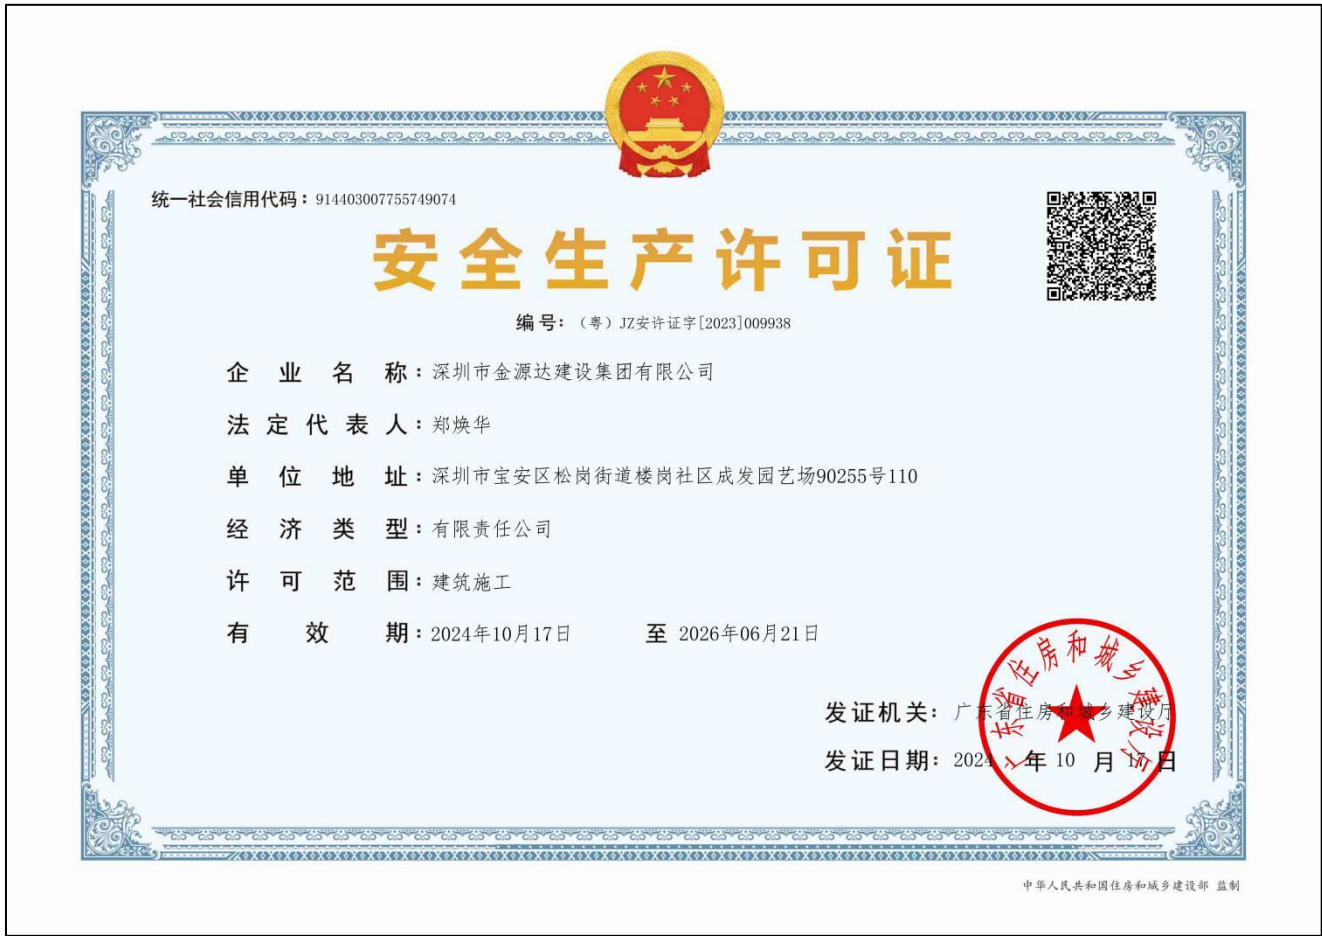 统一社会信用代码：914403007755749074
安全生产许可证
编号：（粤）JZ安许证字[2023]009938
企业名称：深圳市金源达建设集团有限公司
法定代表人：郑焕华
单位地址：深圳市宝安区松岗街道楼岗社区成发园艺场90255号110
经济类型：有限责任公司
许可范围：建筑施工
有效期：2024年10月17日 至 2026年06月21日
发证机关：广东省住房和城乡建设厅
发证日期：2024年10月17日
广东省住房和城乡建设厅
中华人民共和国住房和城乡建设部 监制